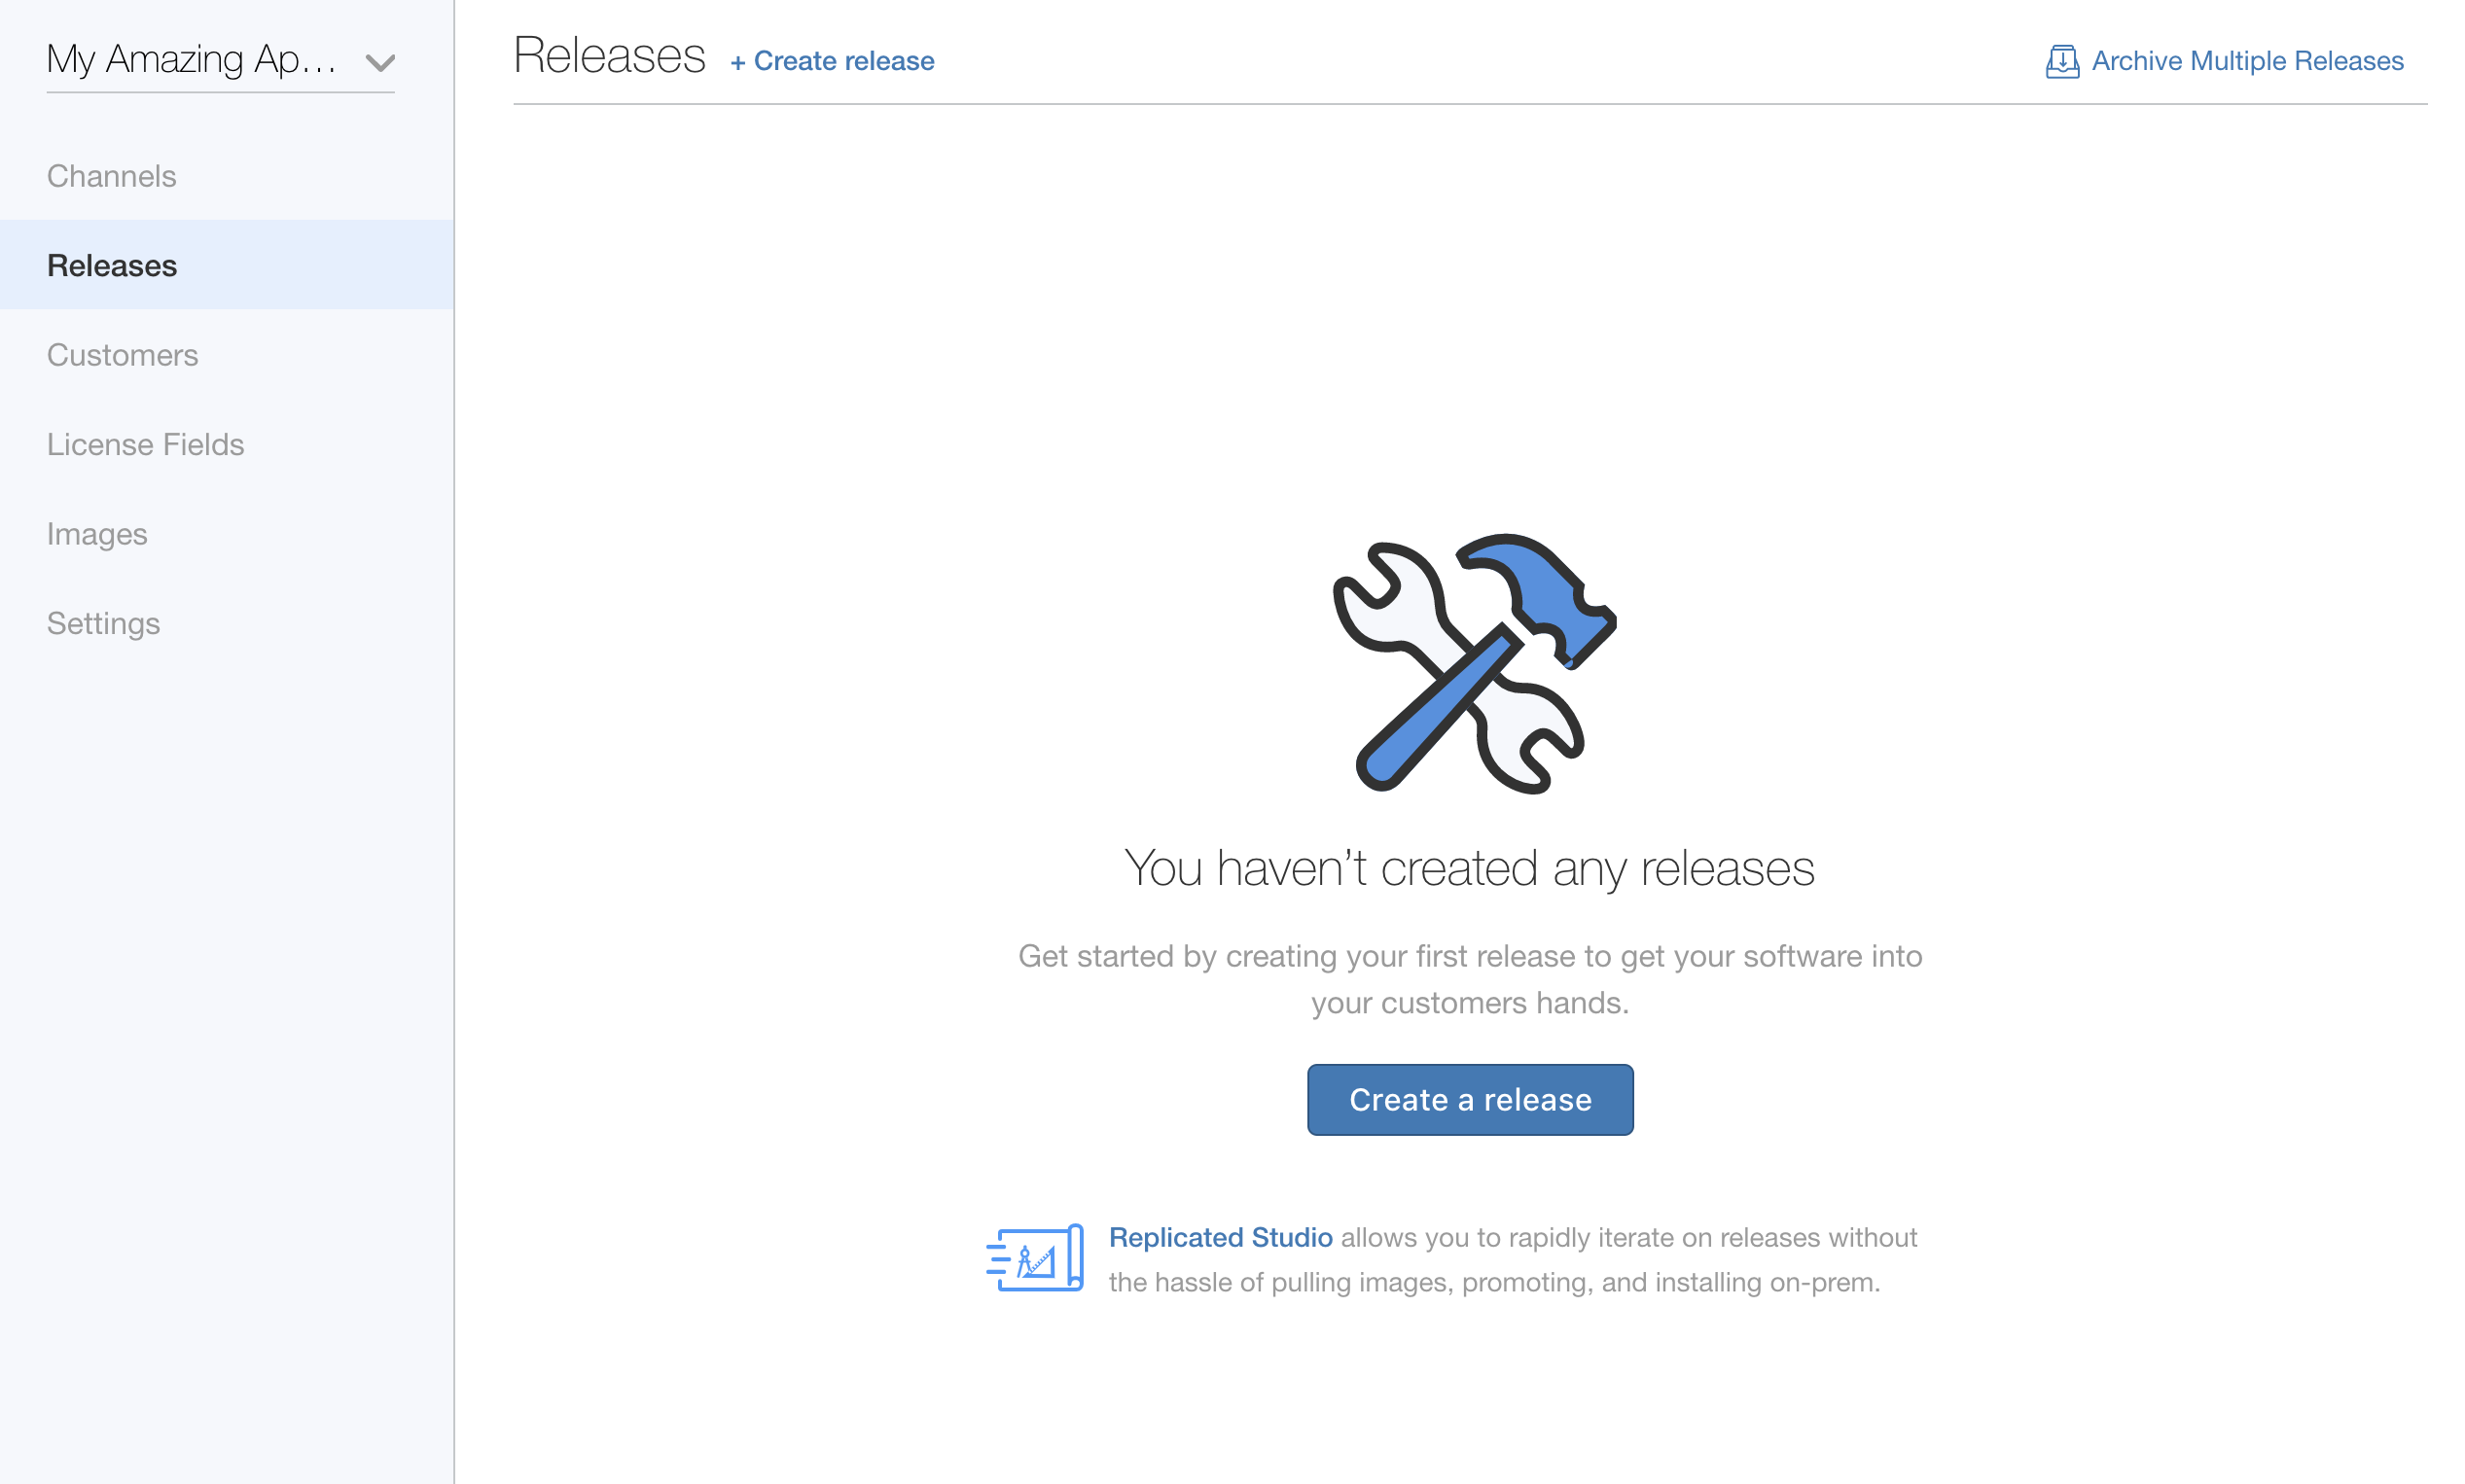 My Amazing Ap...
Channels
Releases
Customers
License Fields
Images
Settings
Releases
+ Create release
Archive Multiple Releases
You haven't created any releases
Get started by creating your first release to get your software into
your customers hands.
Create a release
Replicated Studio allows you to rapidly iterate on releases without
the hassle of pulling images, promoting, and installing on-prem.